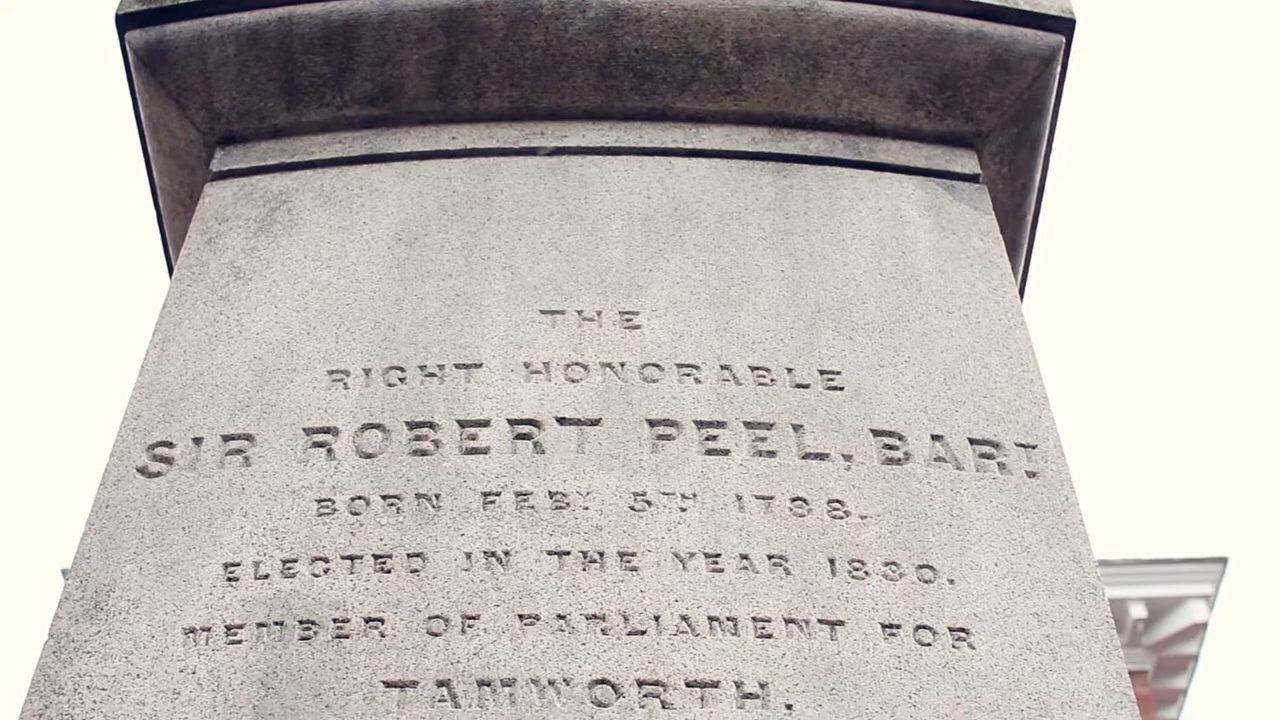 THE
RIGHT HONORABLE
SIR ROBERT PEEL, BART
BORN FEBY 5TH 1788.
ELECTED IN THE YEAR 1830.
MEMBER OF PARLIAMENT FOR
TAMWORTH.